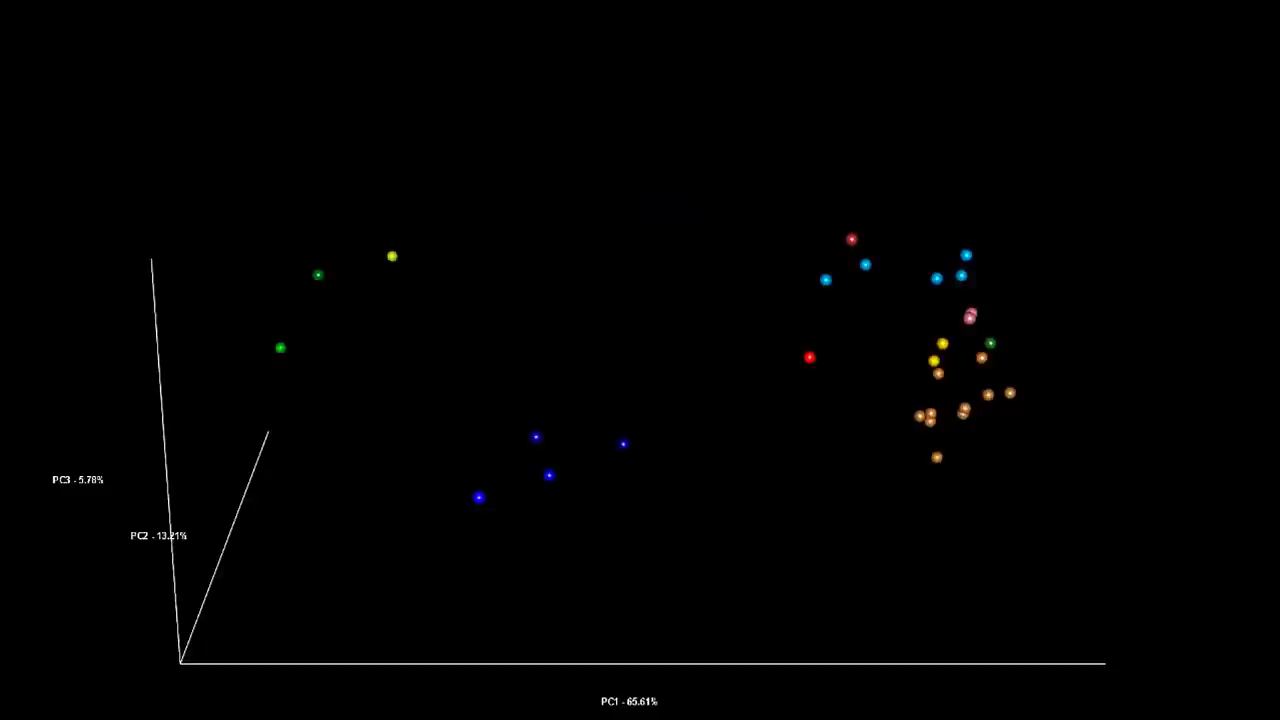 PC3 - 5.78%
PC2 - 13.21%
PC1 - 65.61%